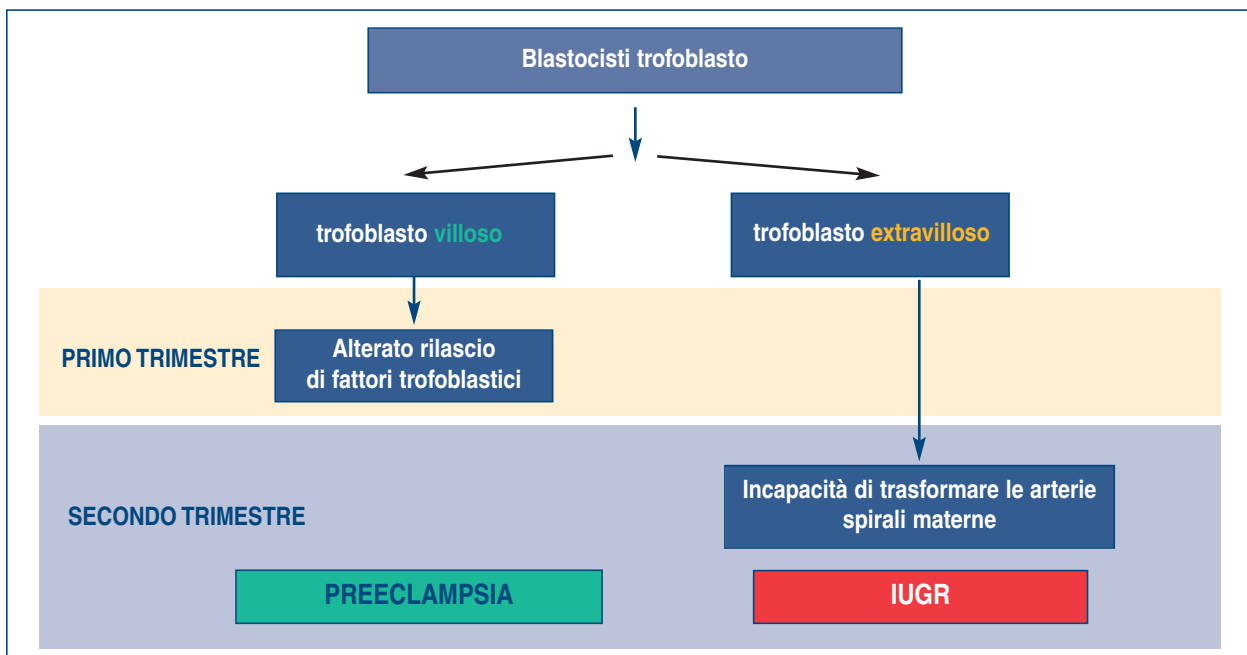 Blastocisti trofoblasto
trofoblasto villoso
trofoblasto extravilloso
PRIMO TRIMESTRE
Alterato rilascio
di fattori trofoblastici
SECONDO TRIMESTRE
Incapacità di trasformare le arterie
spirali materne
PREECLAMPSIA
IUGR